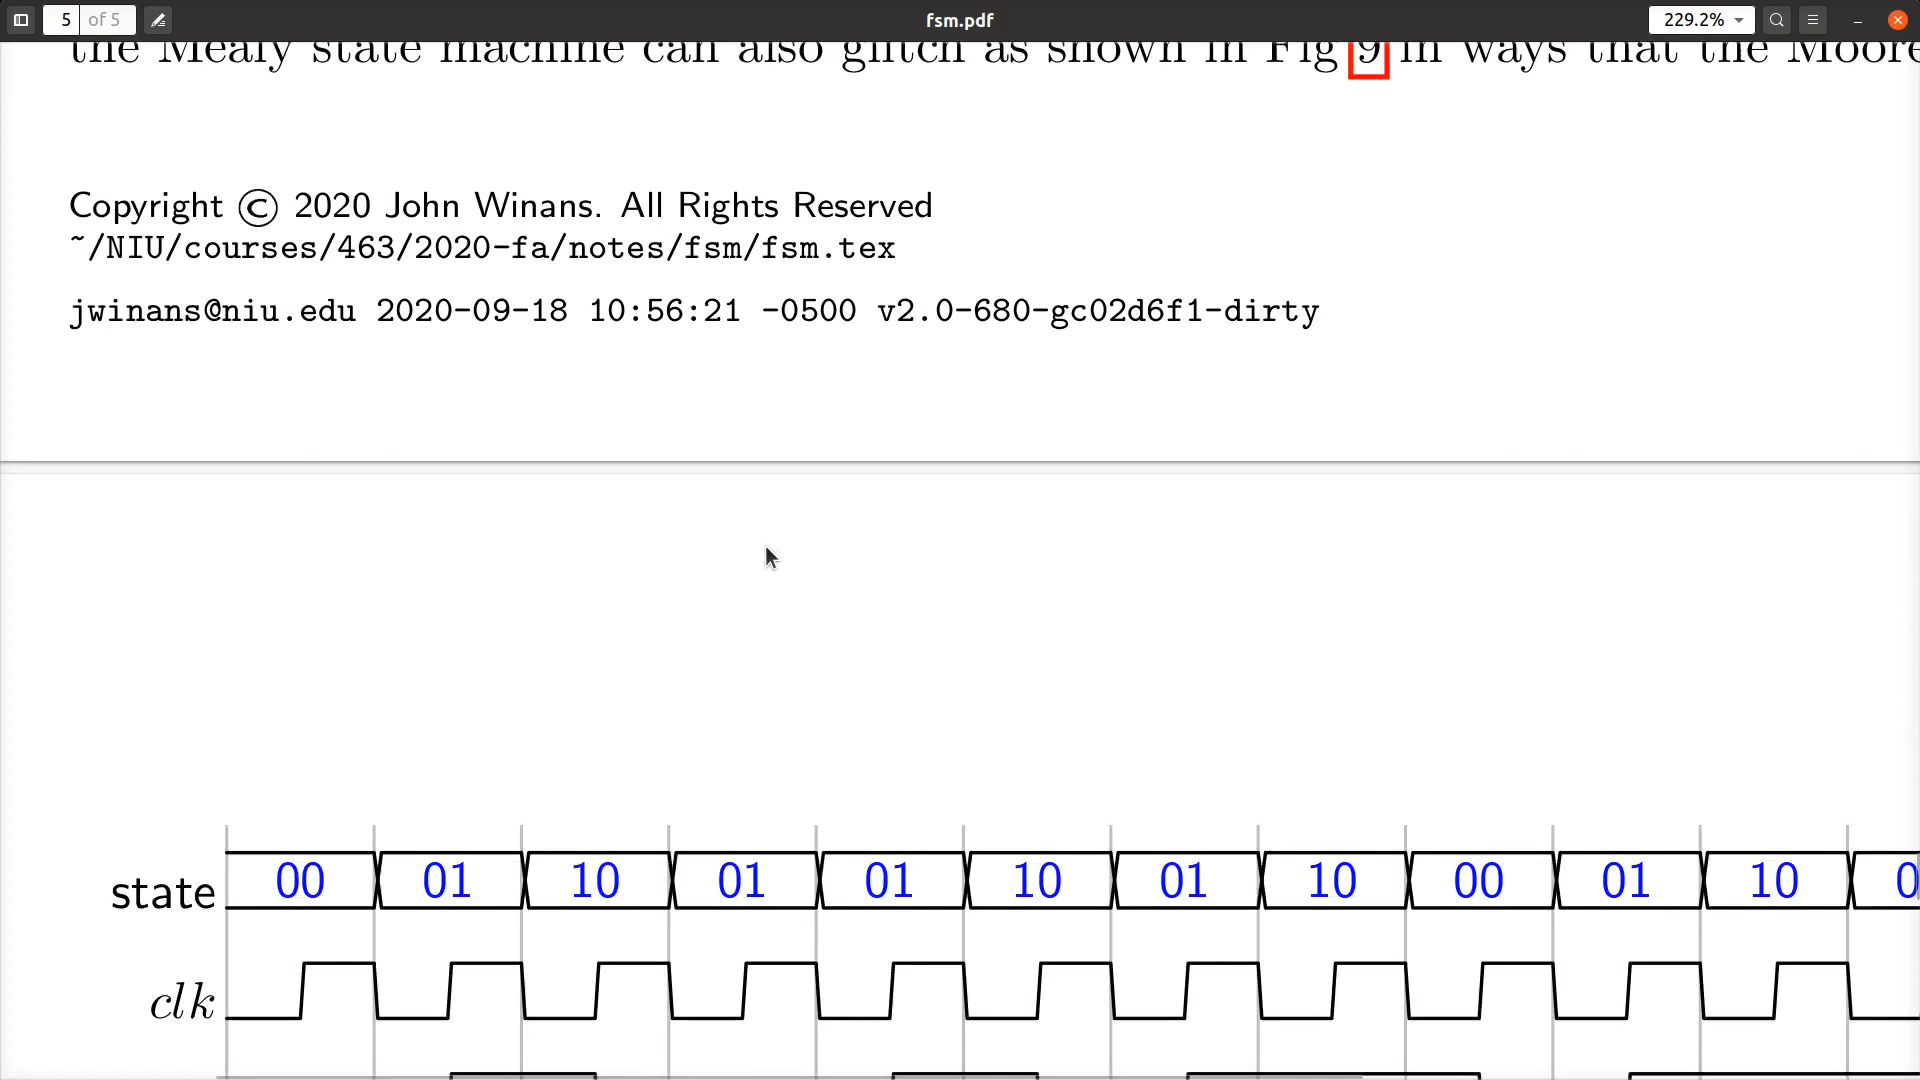 5 of 5 fsm.pdf 229.2%
the Mealy state machine can also glitch as shown in Fig 9 in ways that the Moore
Copyright © 2020 John Winans. All Rights Reserved
~/NIU/courses/463/2020-fa/notes/fsm/fsm.tex
jwinans@niu.edu 2020-09-18 10:56:21 -0500 v2.0-680-gc02d6f1-dirty
state 00 01 10 01 01 10 01 10 00 01 10 0
clk